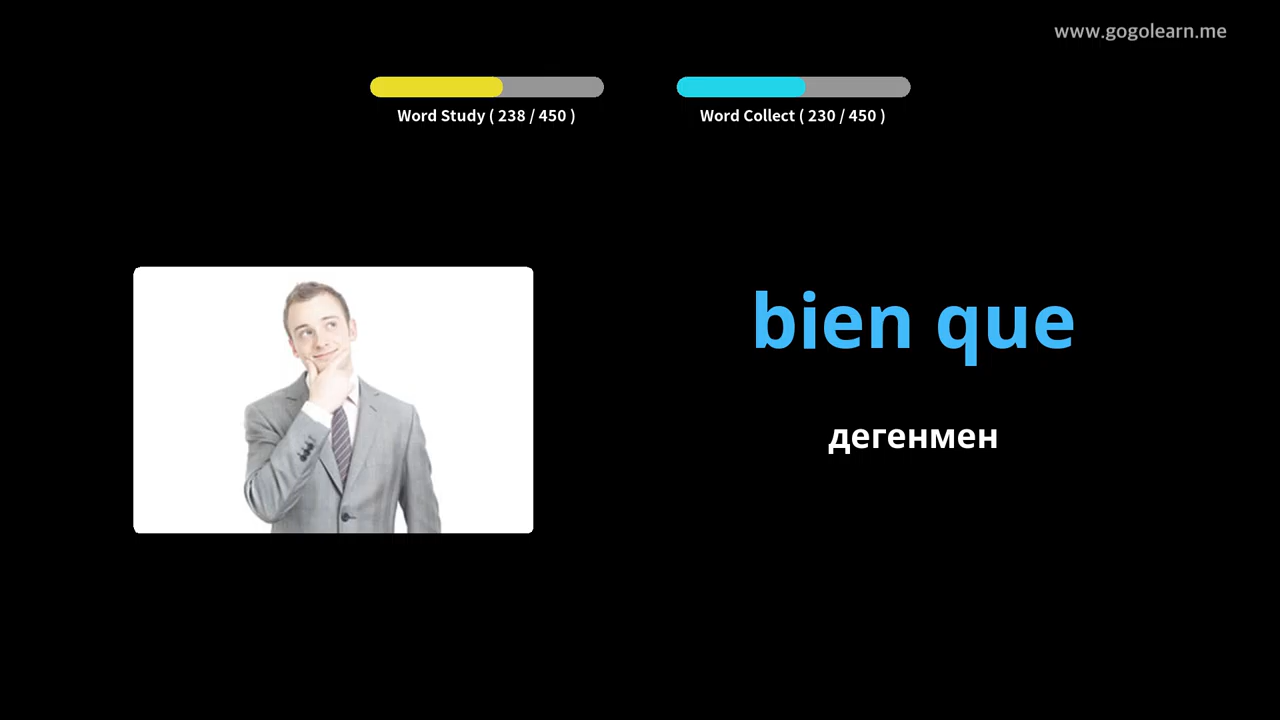 www.gogolearn.me
Word Study ( 238 / 450 )
Word Collect ( 230 / 450 )
bien que
дегенмен